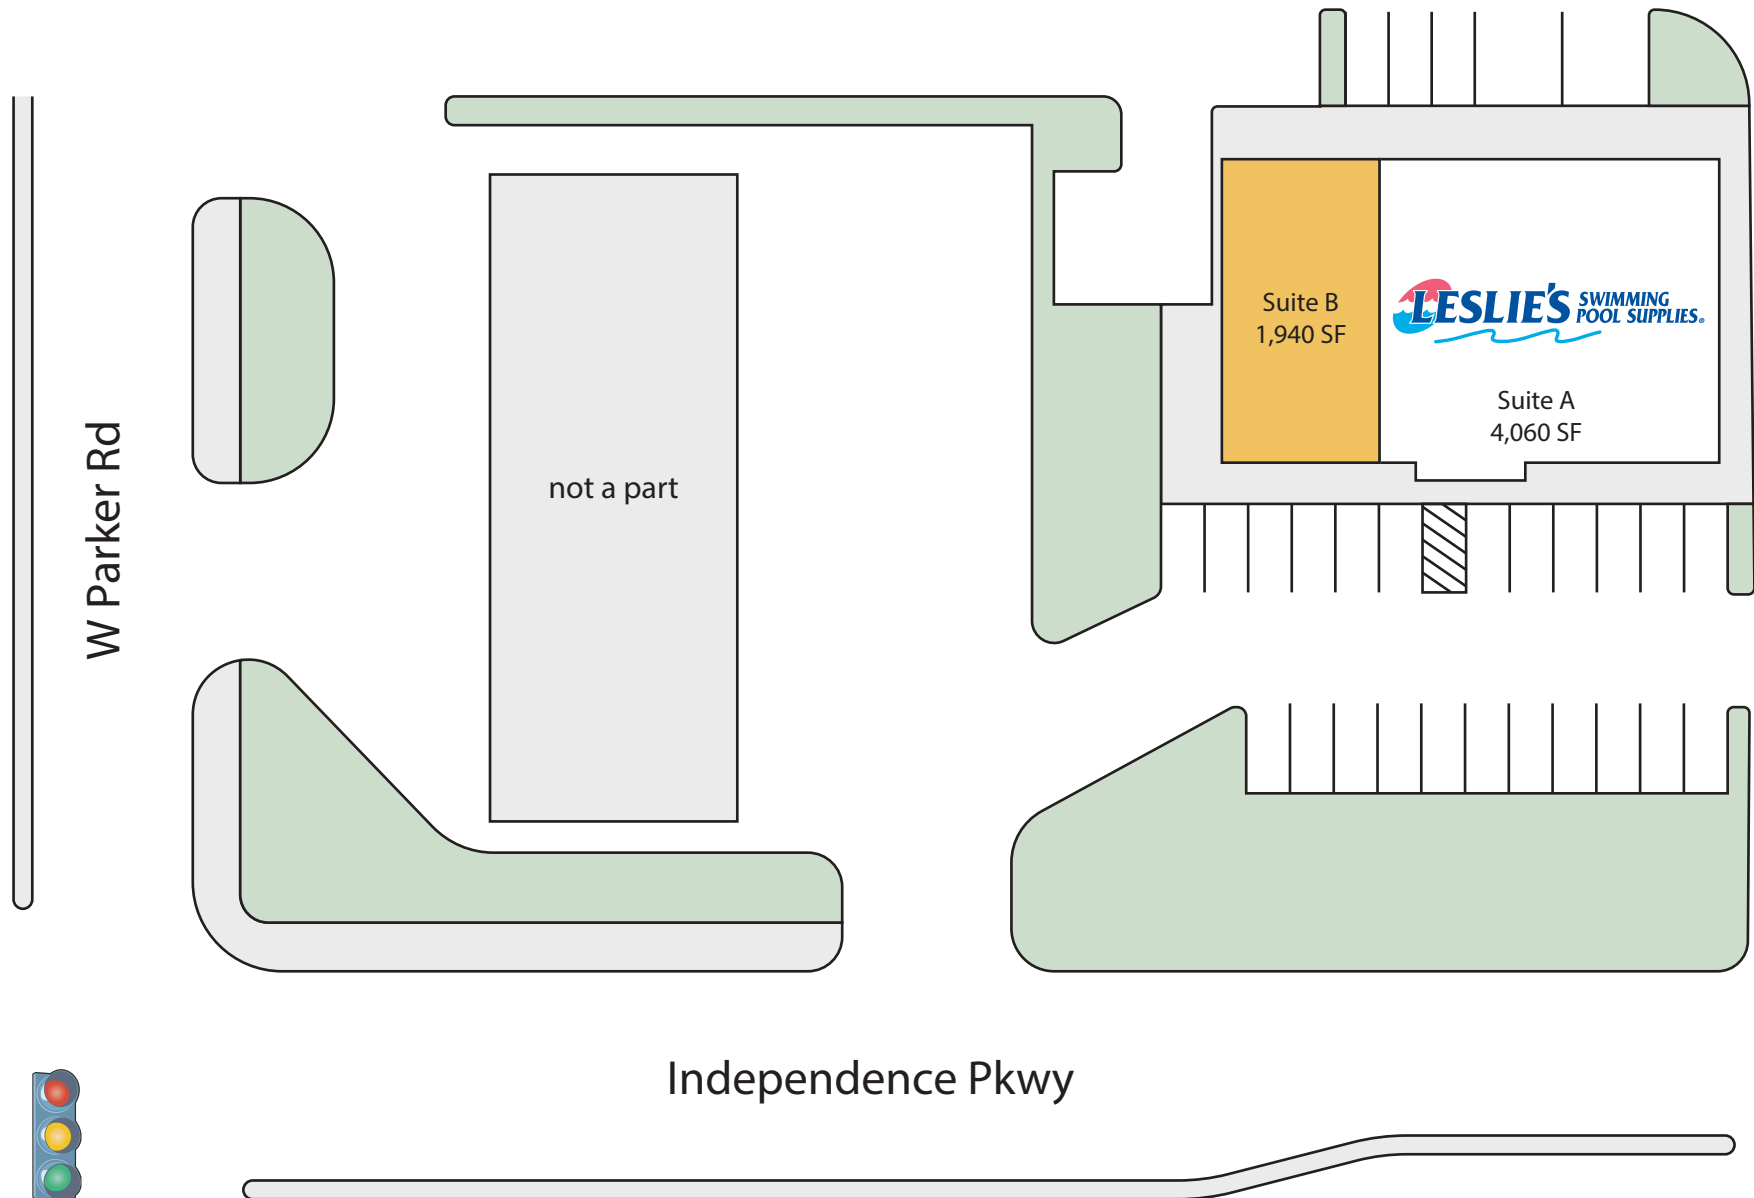 Suite B
1,940 SF
LESLIE'S SWIMMING
POOL SUPPLIES®
Suite A
4,060 SF
W Parker Rd
not a part
Independence Pkwy